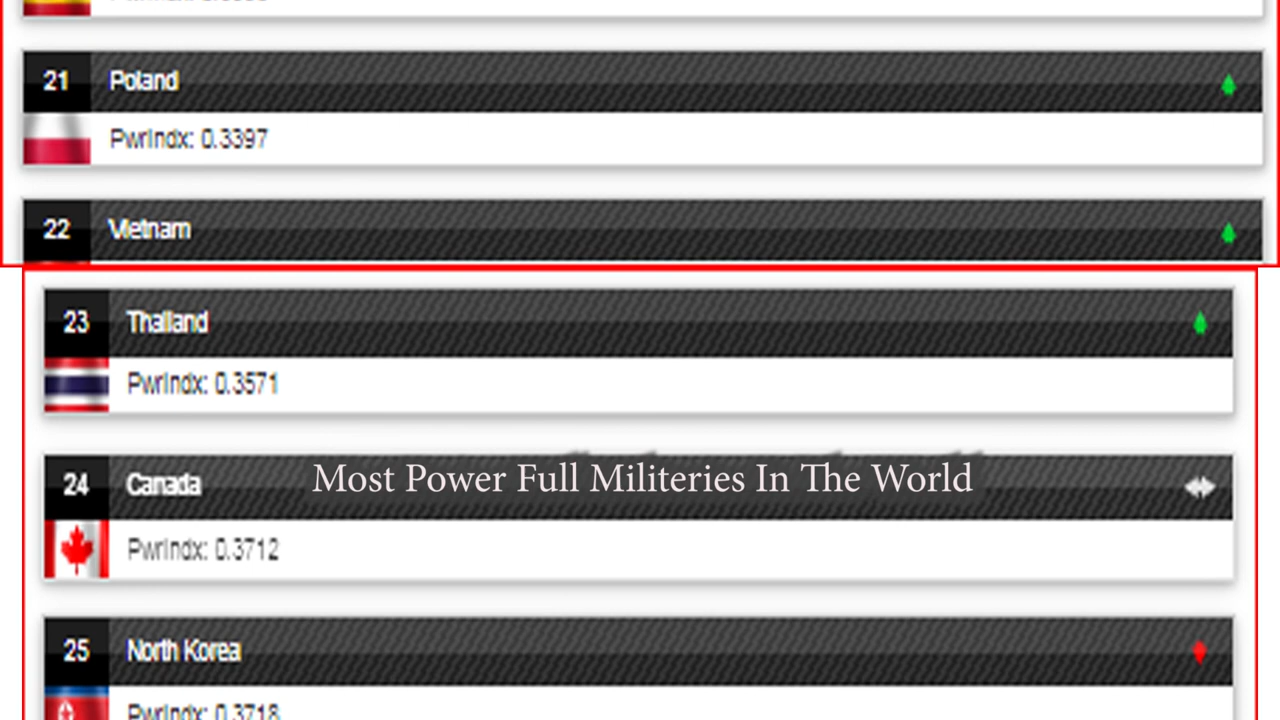 21 Poland
PwrIndx: 0.3397
22 Vietnam
23 Thailand
PwrIndx: 0.3571
24 Canada
Most Power Full Militeries In The World
PwrIndx: 0.3712
25 North Korea
PwrIndx: 0.3718